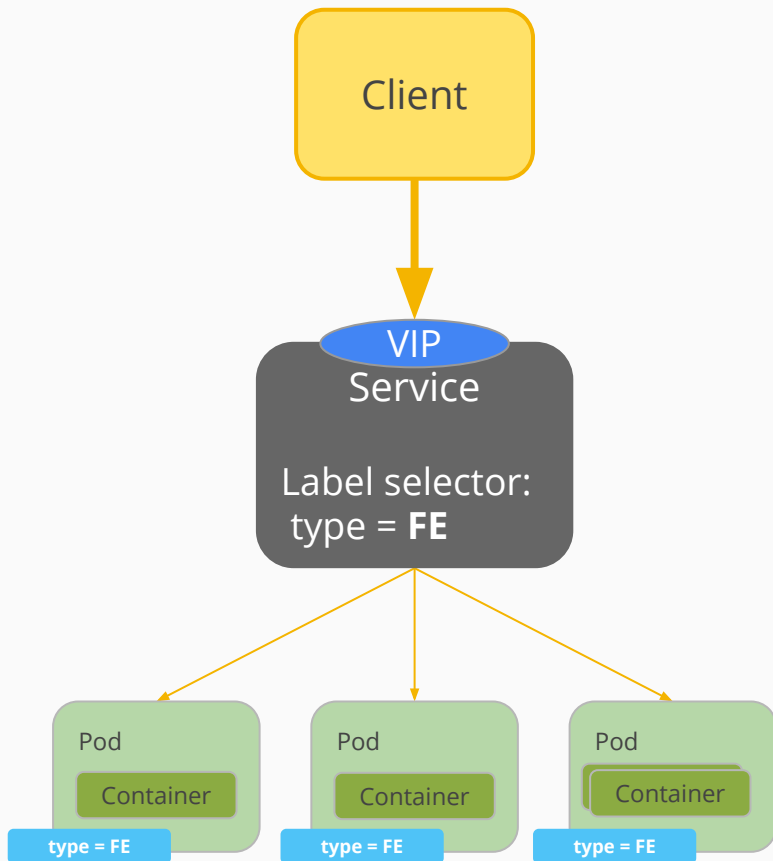 Client
VIP
Service
Label selector:
type = FE
Pod
Container
type = FE
Pod
Container
type = FE
Pod
Container
type = FE